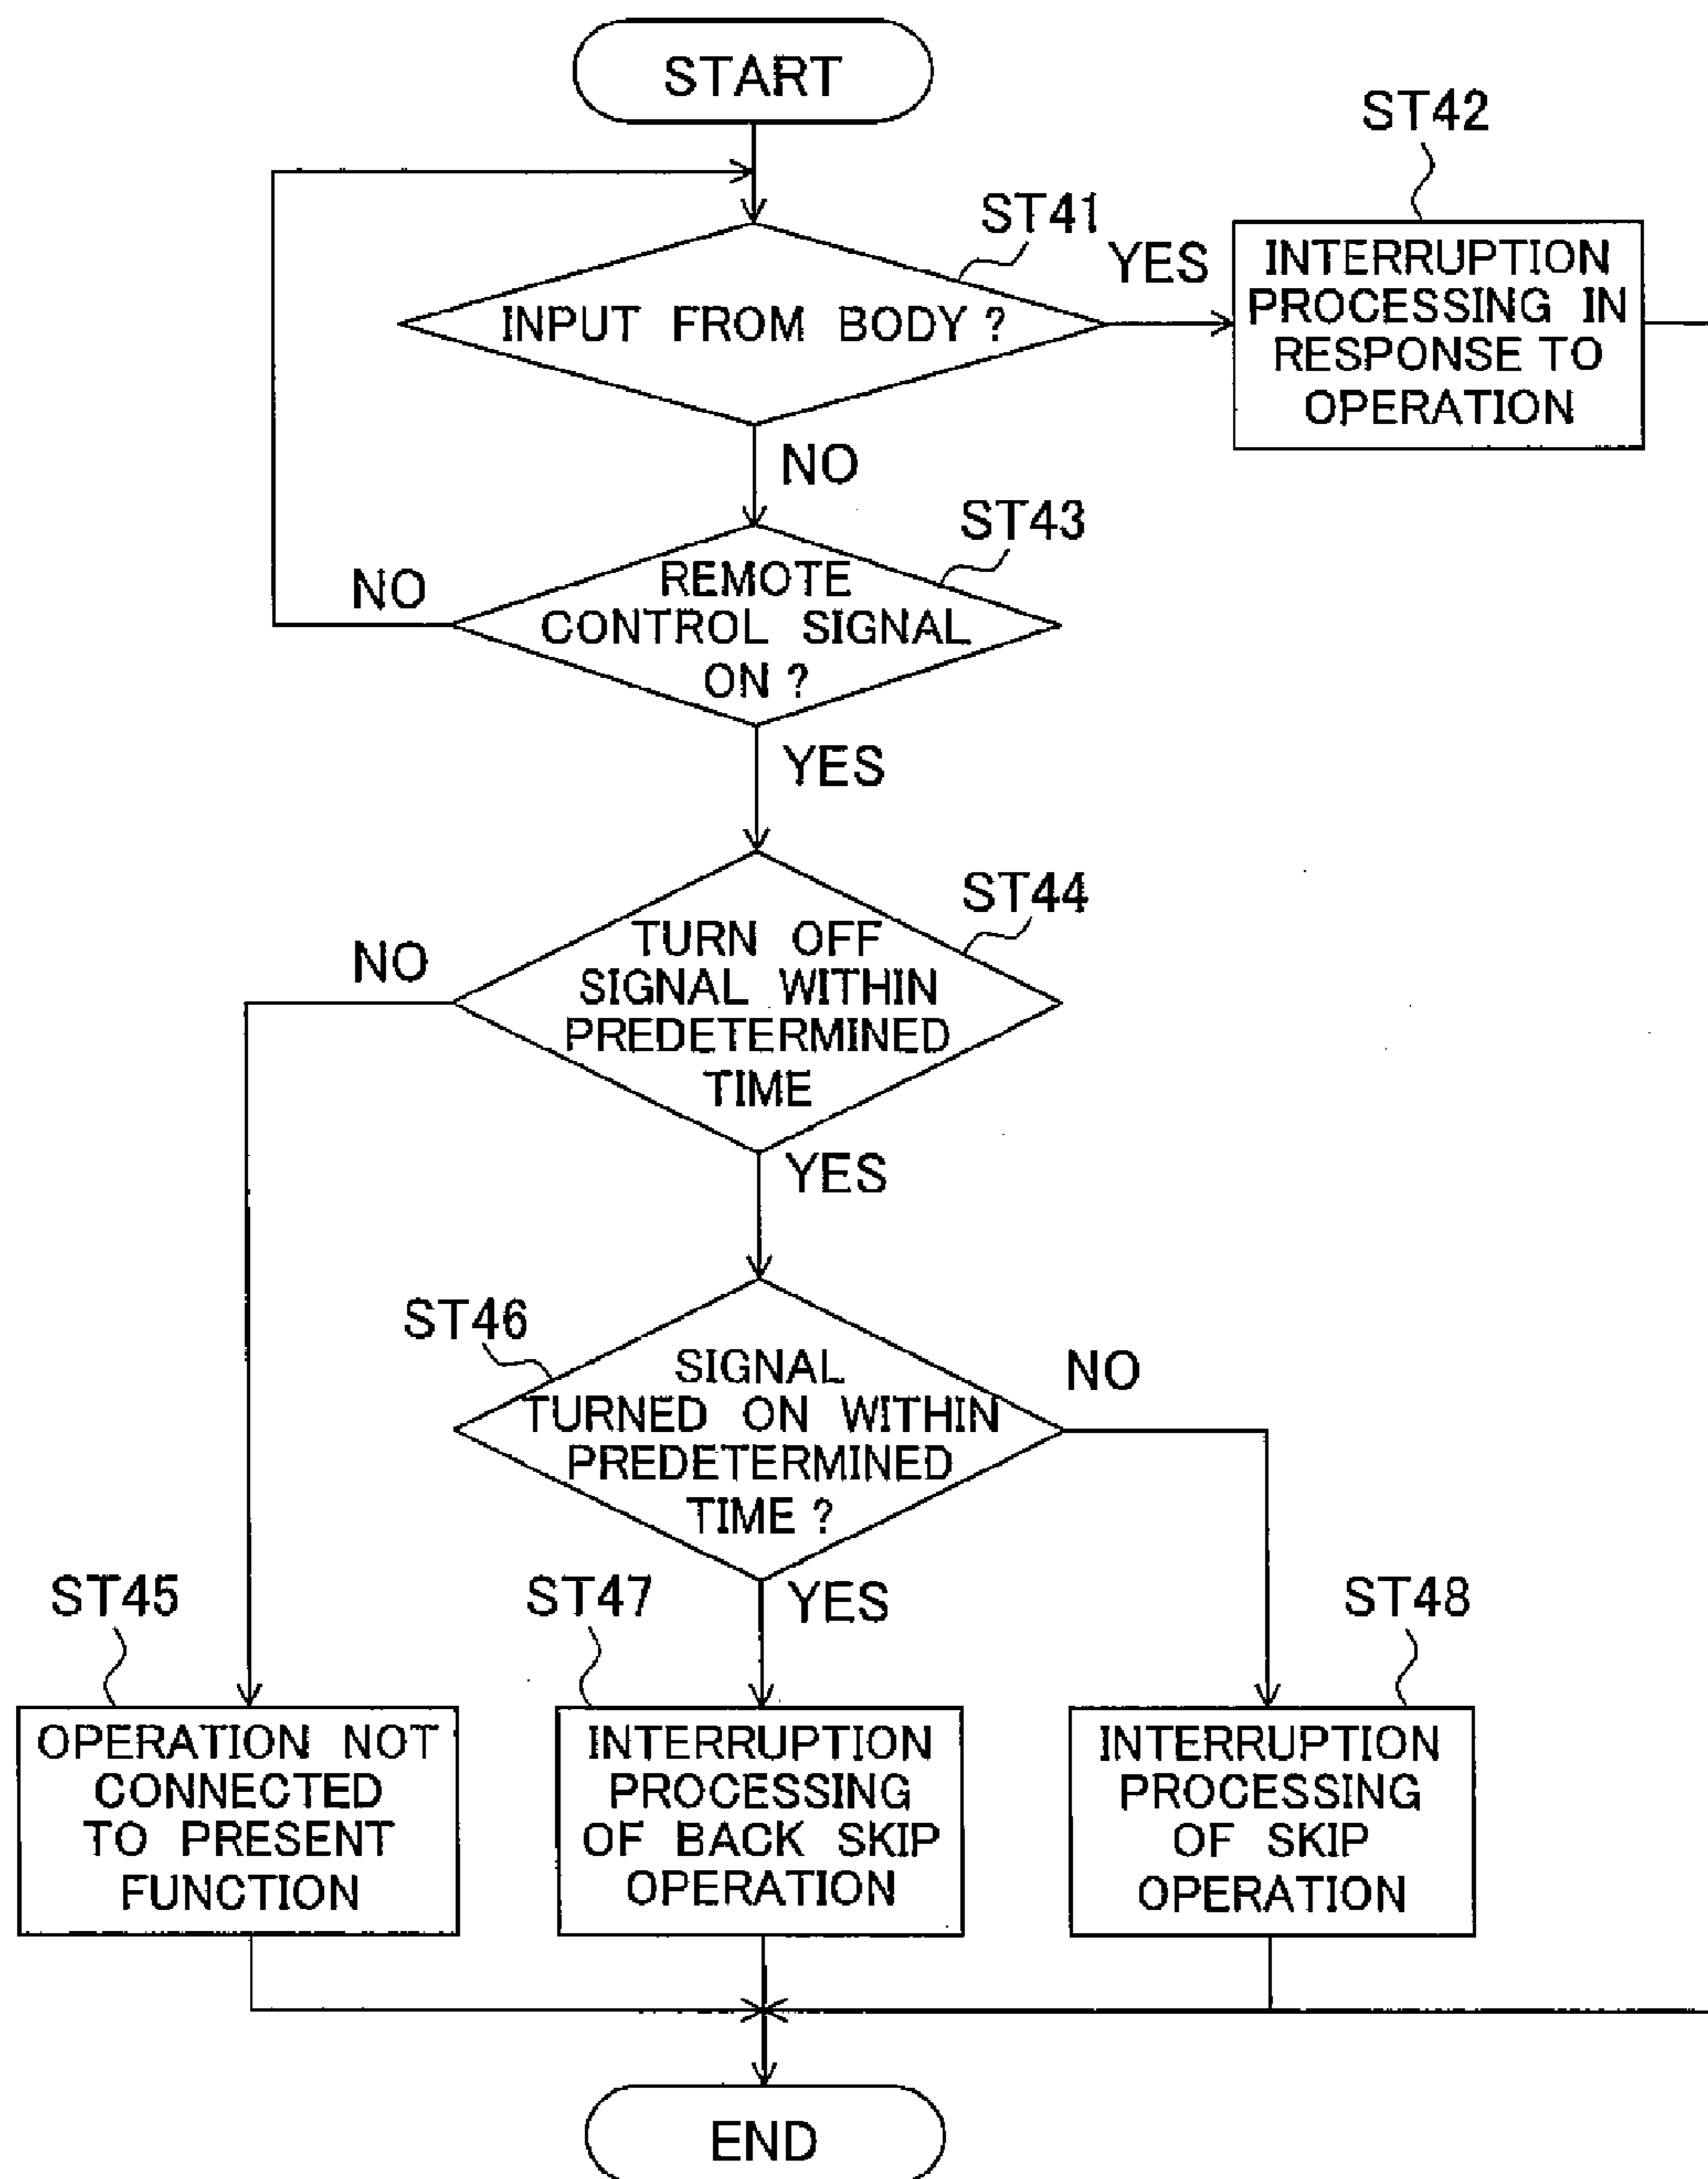 START
ST42
ST41
YES
INTERRUPTION
PROCESSING IN
RESPONSE TO
OPERATION
INPUT FROM BODY ?
NO
ST43
NO
REMOTE
CONTROL SIGNAL
ON ?
YES
ST44
NO
TURN OFF
SIGNAL WITHIN
PREDETERMINED
TIME
YES
ST46
SIGNAL
TURNED ON WITHIN
PREDETERMINED
TIME ?
NO
ST45
ST47
YES
ST48
OPERATION NOT
CONNECTED
TO PRESENT
FUNCTION
INTERRUPTION
PROCESSING
OF BACK SKIP
OPERATION
INTERRUPTION
PROCESSING
OF SKIP
OPERATION
END